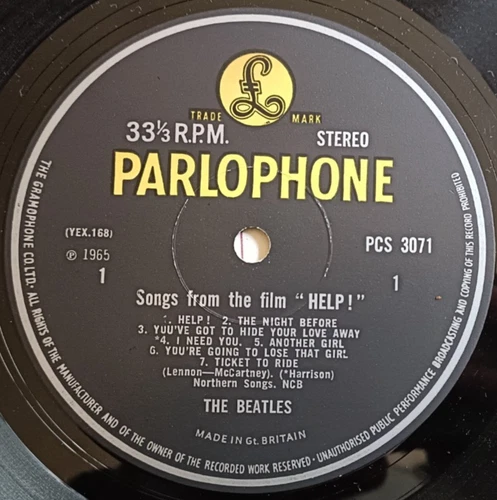 £
TRADE MARK
33⅓ R.P.M. STEREO
PARLOPHONE
(YEX.168)
℗ 1965
1
PCS 3071
1
Songs from the film "HELP!"
1. HELP! 2. THE NIGHT BEFORE
3. YOU'VE GOT TO HIDE YOUR LOVE AWAY
*4. I NEED YOU. 5. ANOTHER GIRL
6. YOU'RE GOING TO LOSE THAT GIRL
7. TICKET TO RIDE
(Lennon—McCartney). (*Harrison)
Northern Songs. NCB
THE BEATLES
MADE IN Gt. BRITAIN
THE GRAMOPHONE CO. LTD. ALL RIGHTS OF THE MANUFACTURER AND OF THE OWNER OF THE RECORDED WORK RESERVED · UNAUTHORISED PUBLIC PERFORMANCE BROADCASTING AND COPYING OF THIS RECORD PROHIBITED